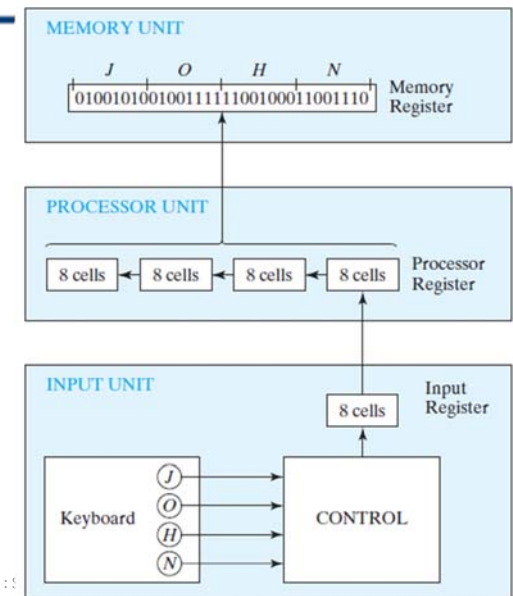 MEMORY UNIT
J O H N
01001010010011111100100011001110
Memory
Register
PROCESSOR UNIT
8 cells 8 cells 8 cells 8 cells
Processor
Register
INPUT UNIT
8 cells
Input
Register
J
O
Keyboard
CONTROL
H
N